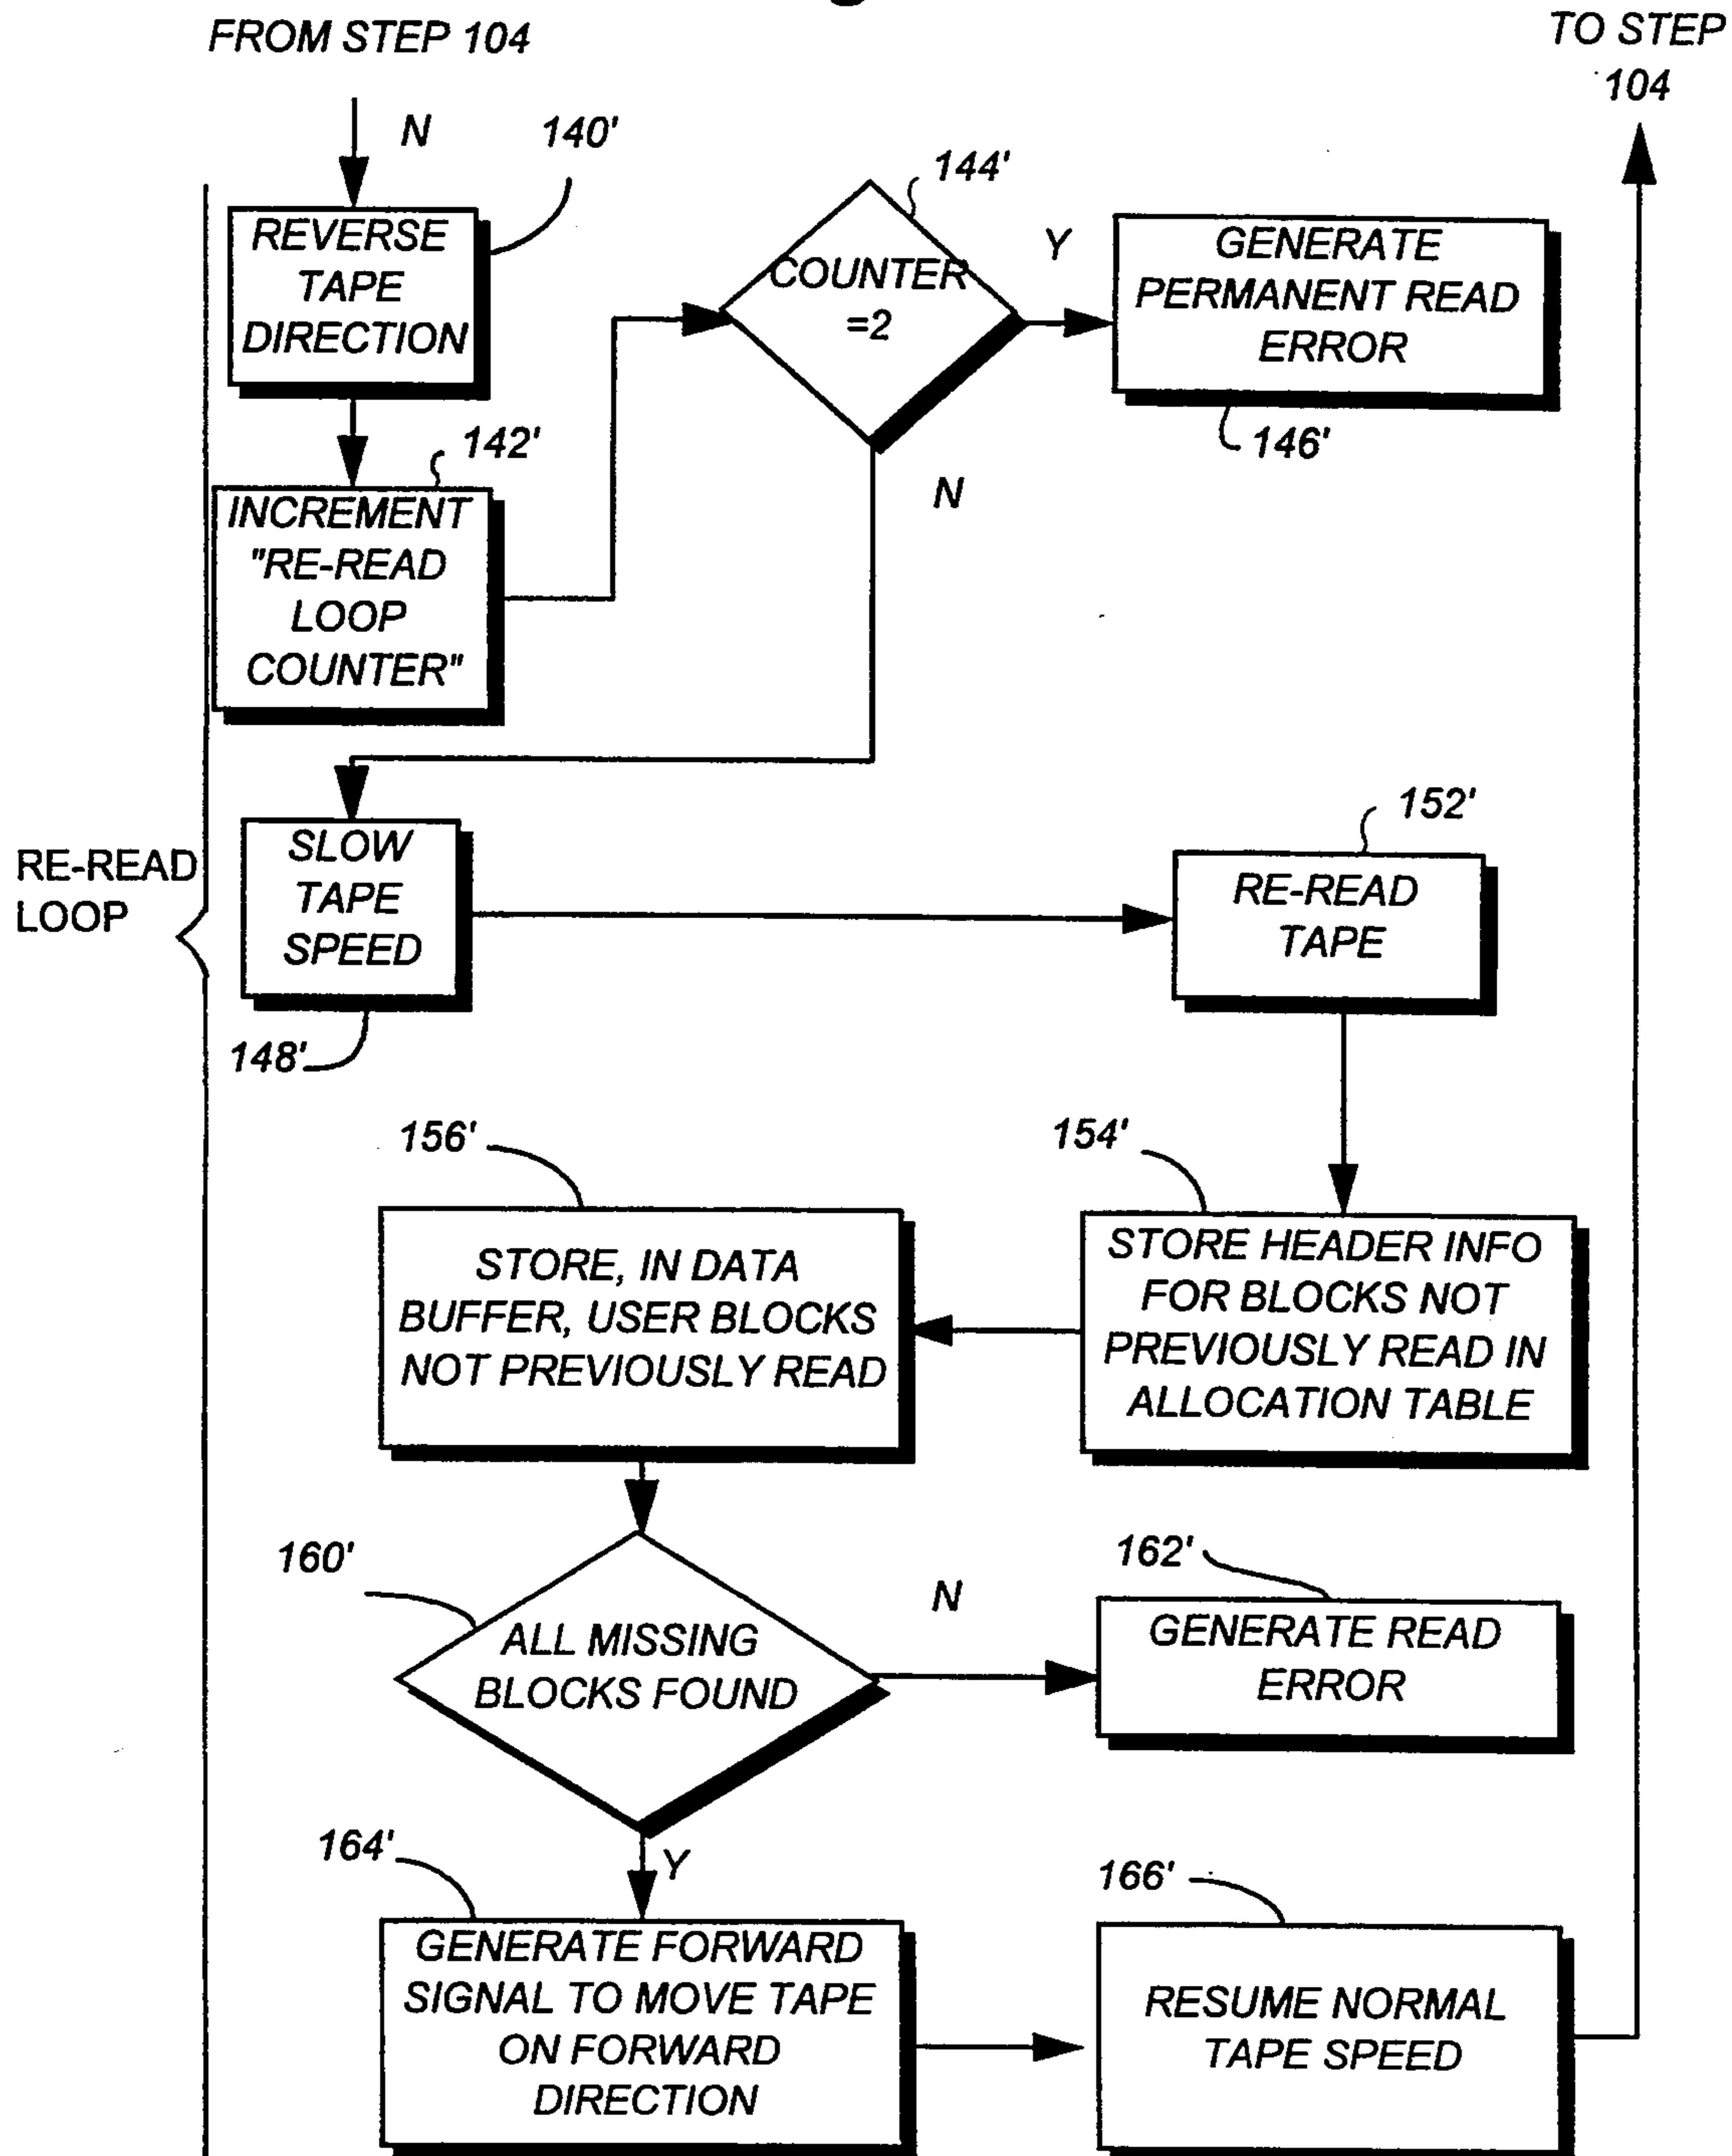 FROM STEP 104
TO STEP
104
N
140'
REVERSE
TAPE
DIRECTION
144'
COUNTER
=2
Y
GENERATE
PERMANENT READ
ERROR
146'
142'
INCREMENT
"RE-READ
LOOP
COUNTER"
N
RE-READ
LOOP
SLOW
TAPE
SPEED
148'
152'
RE-READ
TAPE
156'
154'
STORE, IN DATA
BUFFER, USER BLOCKS
NOT PREVIOUSLY READ
STORE HEADER INFO
FOR BLOCKS NOT
PREVIOUSLY READ IN
ALLOCATION TABLE
160'
ALL MISSING
BLOCKS FOUND
N
162'
GENERATE READ
ERROR
164'
Y
166'
GENERATE FORWARD
SIGNAL TO MOVE TAPE
ON FORWARD
DIRECTION
RESUME NORMAL
TAPE SPEED